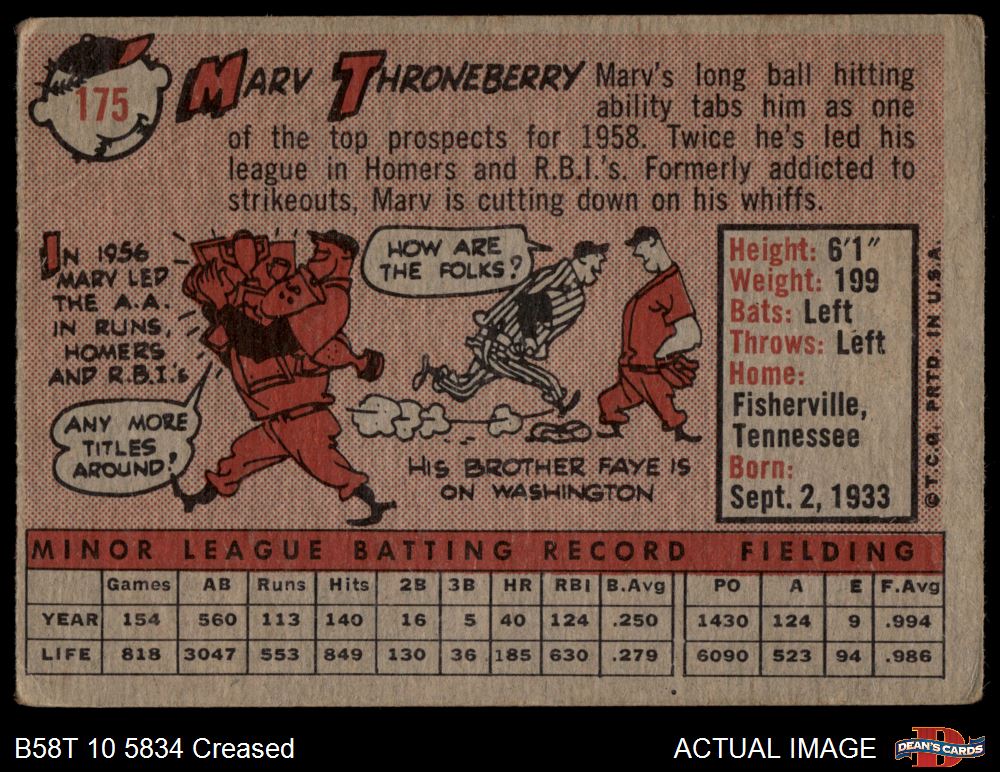 175
MARV THRONEBERRY
Marv's long ball hitting
ability tabs him as one
of the top prospects for 1958. Twice he's led his
league in Homers and R.B.I.'s. Formerly addicted to
strikeouts, Marv is cutting down on his whiffs.
IN 1956
MARV LED
THE A.A.
IN RUNS,
HOMERS
AND R.B.I.'s
ANY MORE
TITLES
AROUND?
HOW ARE
THE FOLKS?
HIS BROTHER FAYE IS
ON WASHINGTON
Height: 6'1"
Weight: 199
Bats: Left
Throws: Left
Home:
Fisherville,
Tennessee
Born:
Sept. 2, 1933
©T.C.G. PRTD. IN U.S.A.
MINOR LEAGUE BATTING RECORD FIELDING
Games AB Runs Hits 2B 3B HR RBI B.Avg PO A E F.Avg
YEAR 154 560 113 140 16 5 40 124 .250 1430 124 9 .994
LIFE 818 3047 553 849 130 36 185 630 .279 6090 523 94 .986
B58T 10 5834 Creased
ACTUAL IMAGE
DEAN'S CARDS